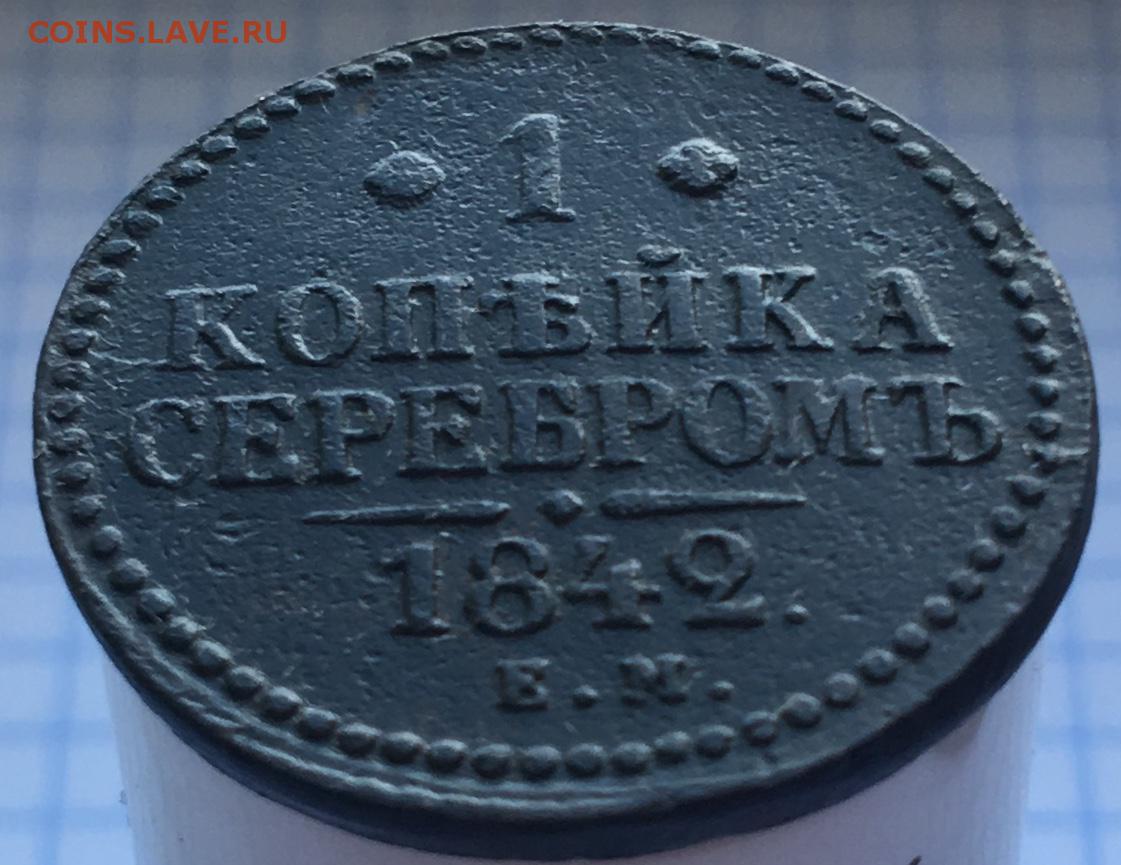 COINS.LAVE.RU
· 1 ·
КОПѢЙКА
СЕРЕБРОМЪ
1842.
Е.М.